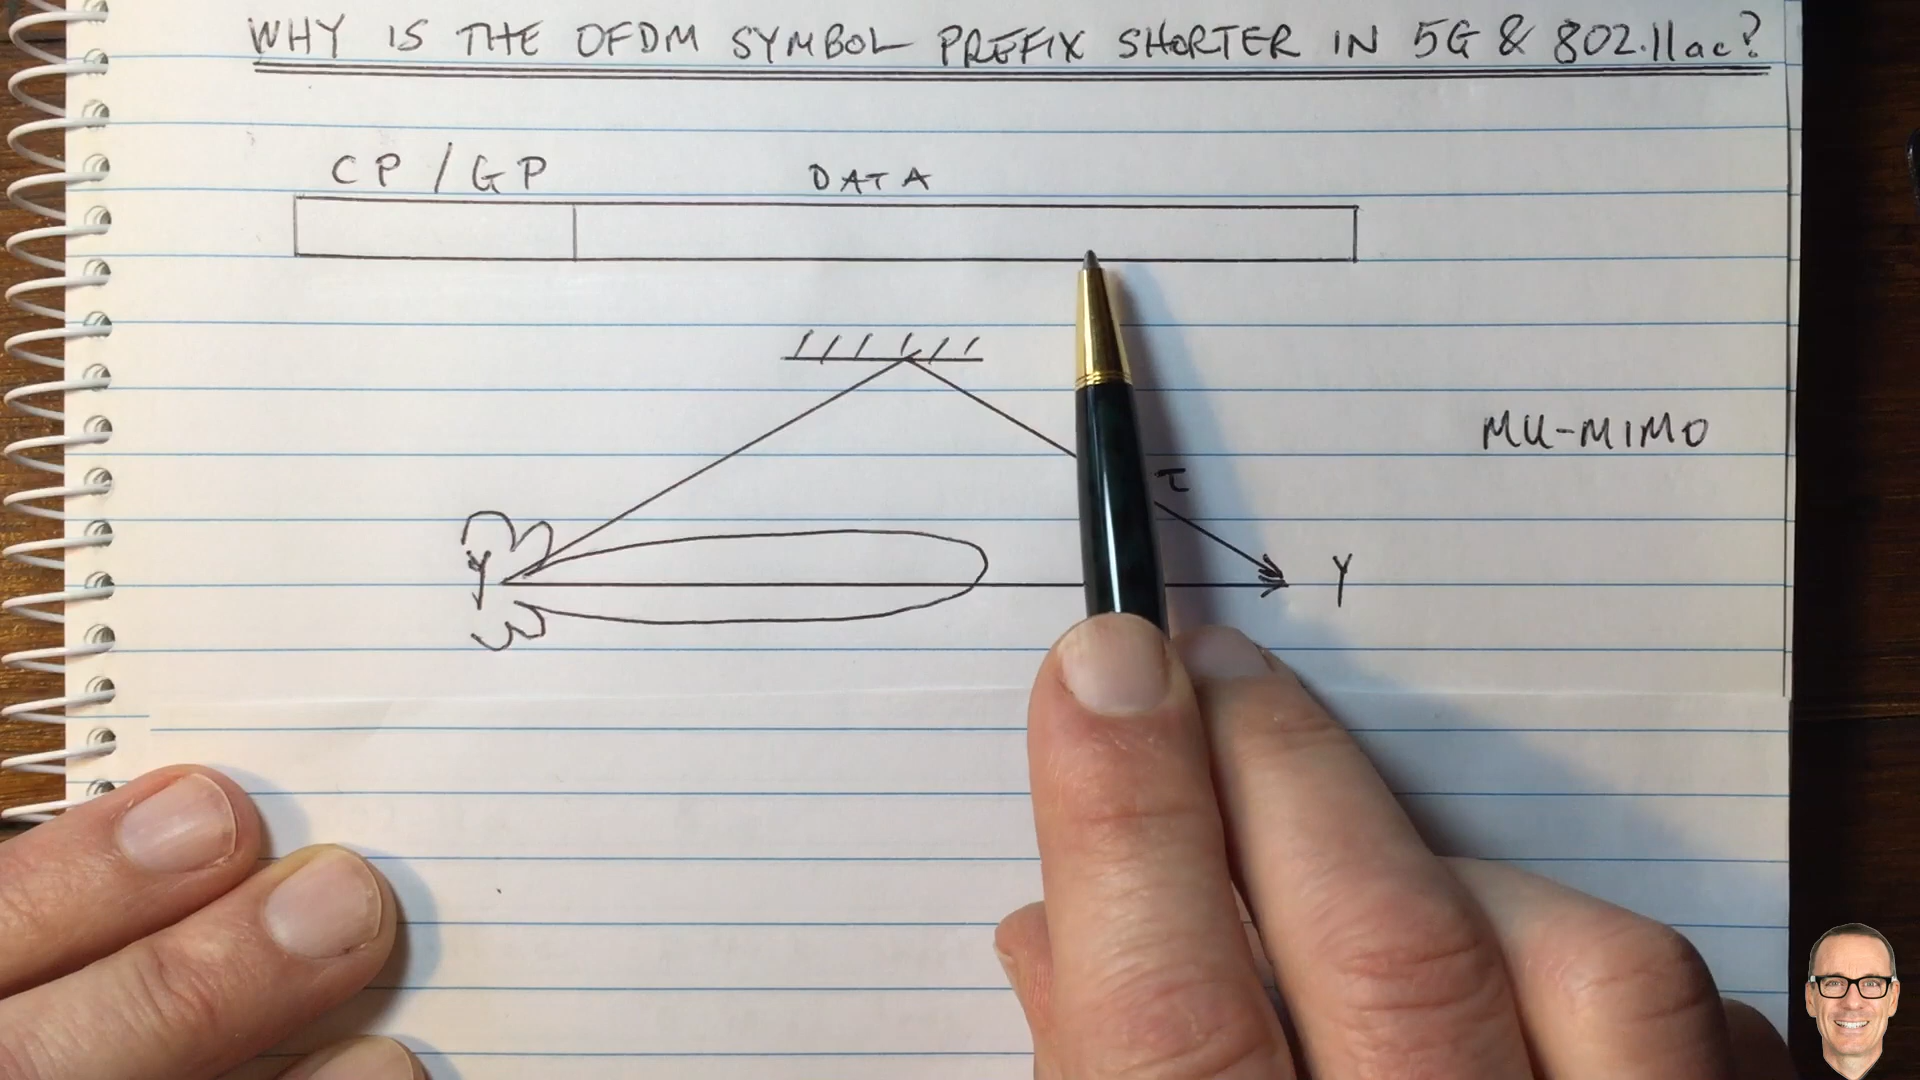 WHY IS THE OFDM SYMBOL PREFIX SHORTER IN 5G & 802.11ac?
CP / GP
DATA
MU-MIMO
τ
Y
Y